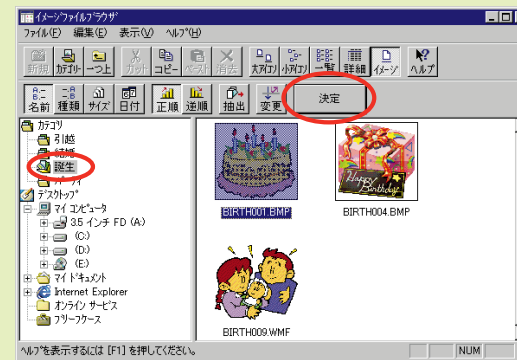 イメージファイルブラウザ
ファイル(F) 編集(E) 表示(V) ヘルプ(H)
新規 カテゴリ 一つ上 カット コピー ペースト 消去 大アイコン 小アイコン 一覧 詳細 イメージ ヘルプ
名前 種類 サイズ 日付 正順 逆順 抽出 変更 決定
カテゴリ
引越
結婚
誕生
デスクトップ
マイ コンピュータ
3.5 インチ FD (A:)
(C:)
(D:)
(E:)
マイ ドキュメント
Internet Explorer
オンライン サービス
ブリーフケース
BIRTH001.BMP
BIRTH004.BMP
Happy Birthday
BIRTH009.WMF
ヘルプを表示するには [F1] を押してください。
NUM